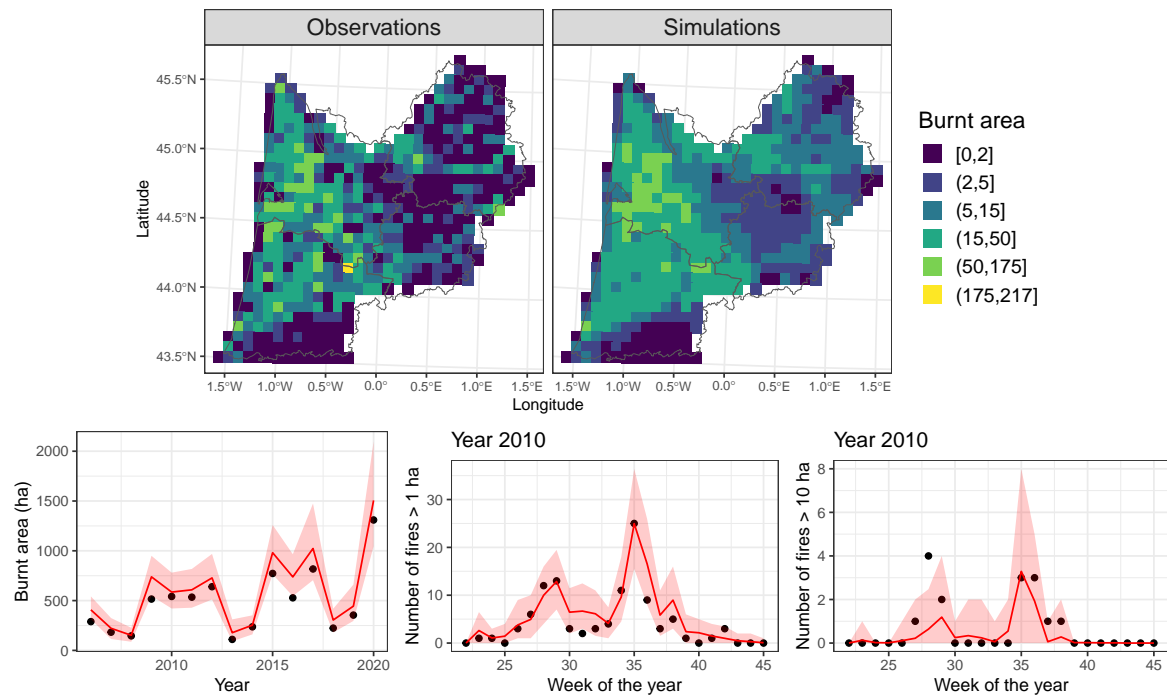 Observations
Simulations
45.5°N
45.0°N
44.5°N
44.0°N
43.5°N
Latitude
1.5°W 1.0°W 0.5°W 0.0° 0.5°E 1.0°E 1.5°E
1.5°W 1.0°W 0.5°W 0.0° 0.5°E 1.0°E 1.5°E
Longitude
Burnt area
[0,2]
(2,5]
(5,15]
(15,50]
(50,175]
(175,217]
2000
1500
1000
500
0
Burnt area (ha)
2010 2015 2020
Year
Year 2010
30
20
10
0
Number of fires > 1 ha
25 30 35 40 45
Week of the year
Year 2010
8
6
4
2
0
Number of fires > 10 ha
25 30 35 40 45
Week of the year